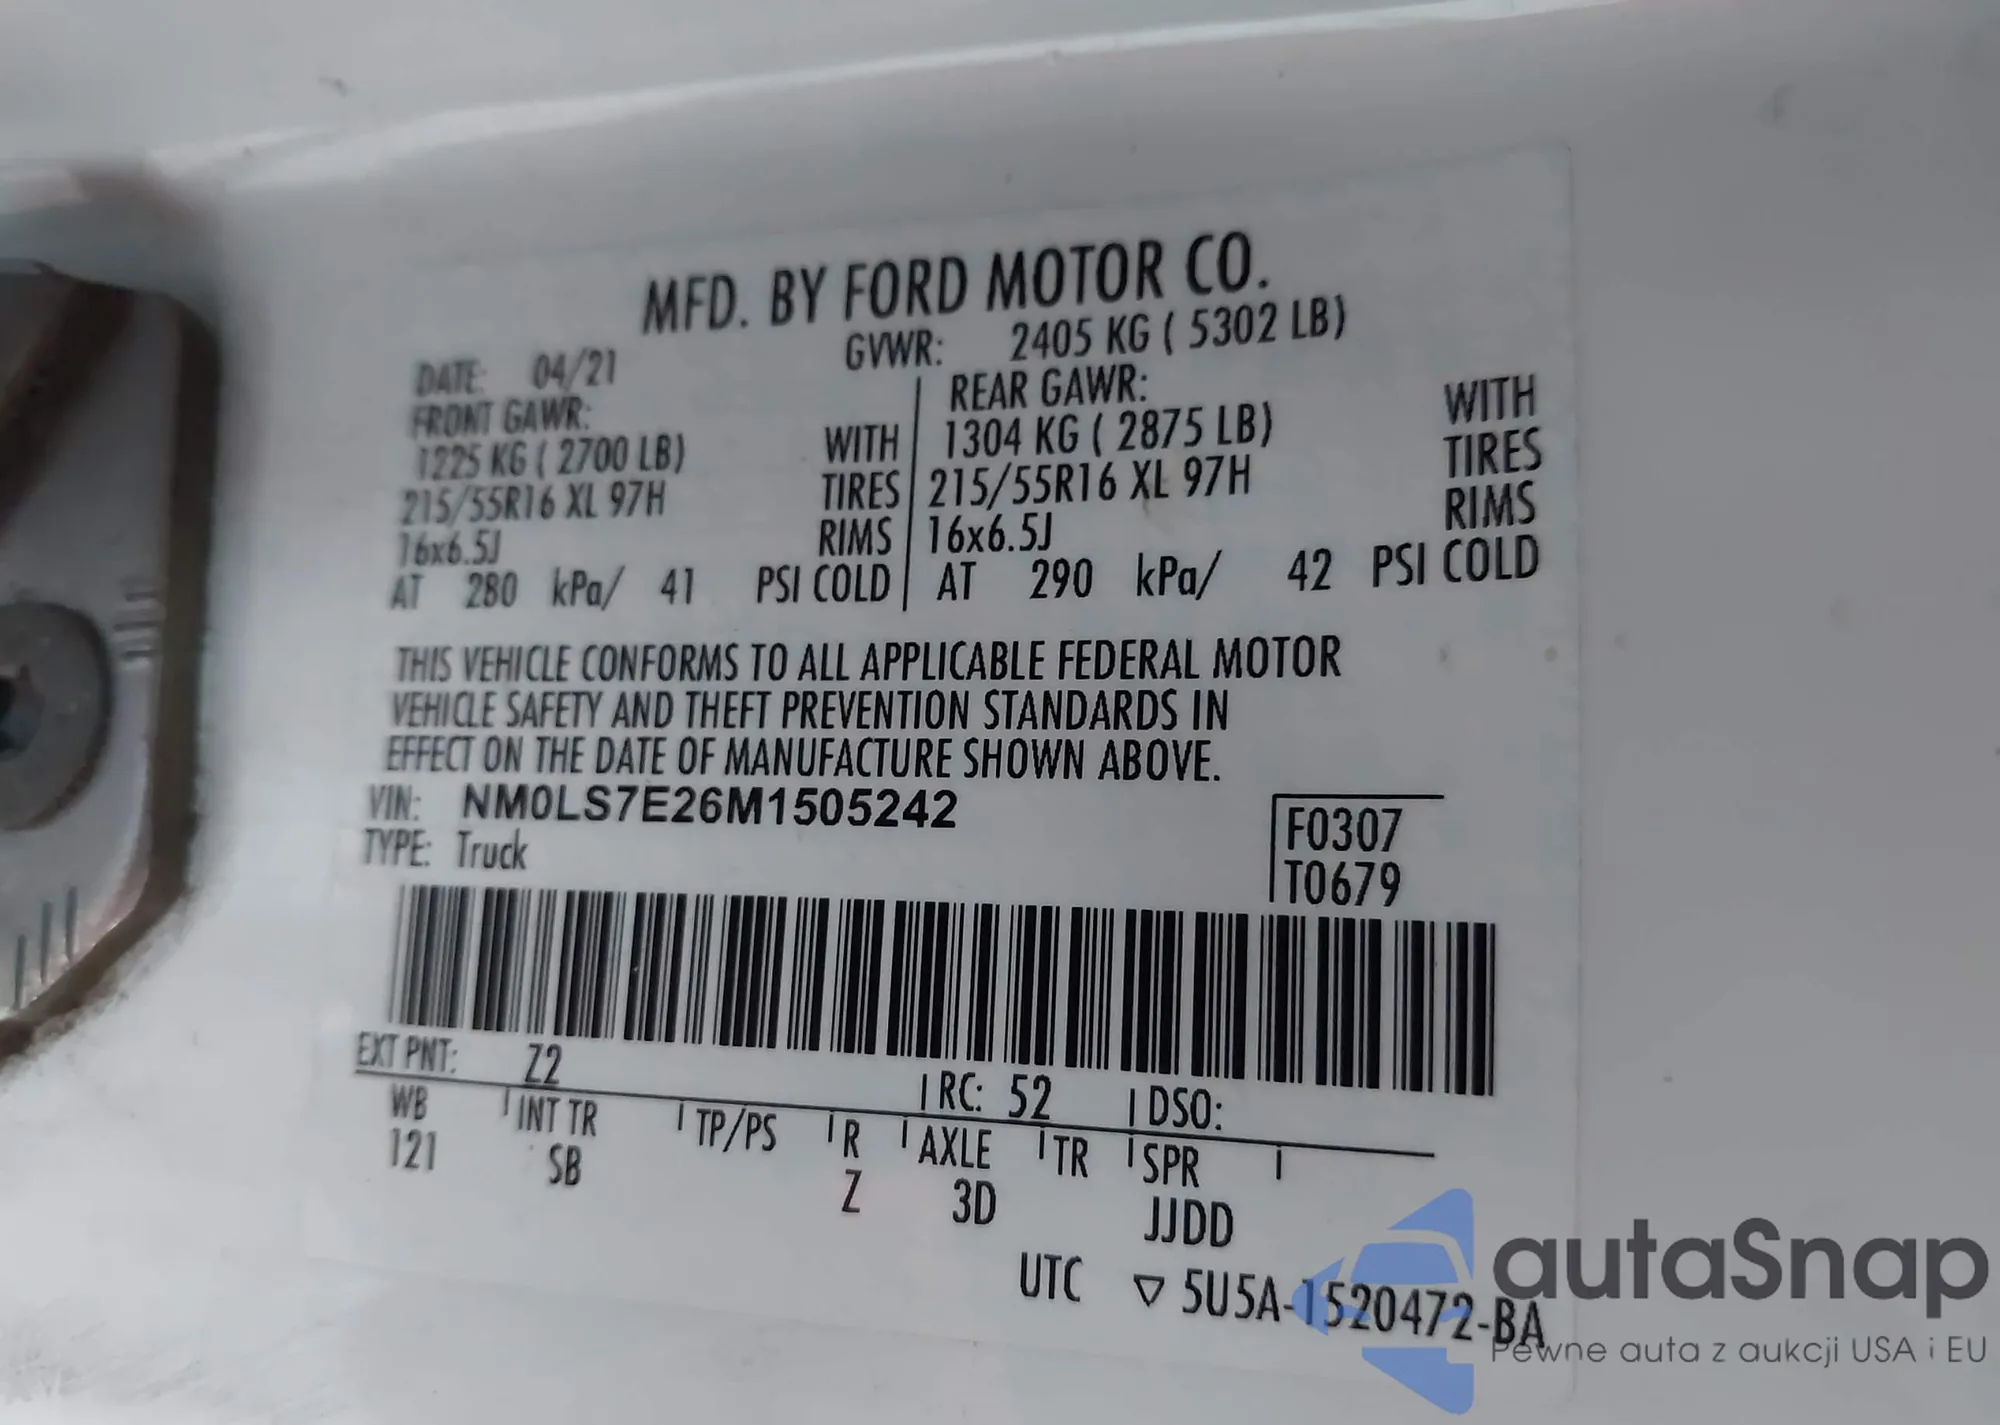 MFD. BY FORD MOTOR CO.
DATE: 04/21 GVWR: 2405 KG ( 5302 LB)
FRONT GAWR: REAR GAWR:
1225 KG ( 2700 LB) WITH 1304 KG ( 2875 LB) WITH
215/55R16 XL 97H TIRES 215/55R16 XL 97H TIRES
16x6.5J RIMS 16x6.5J RIMS
AT 280 kPa/ 41 PSI COLD AT 290 kPa/ 42 PSI COLD
THIS VEHICLE CONFORMS TO ALL APPLICABLE FEDERAL MOTOR
VEHICLE SAFETY AND THEFT PREVENTION STANDARDS IN
EFFECT ON THE DATE OF MANUFACTURE SHOWN ABOVE.
VIN: NM0LS7E26M1505242
TYPE: Truck
F0307
T0679
EXT PNT: Z2 RC: 52 DSO:
WB INT TR TP/PS R AXLE TR SPR
121 SB Z 3D JJDD
UTC ▽ 5U5A-1520472-BA
autaSnap
Pewne auta z aukcji USA i EU